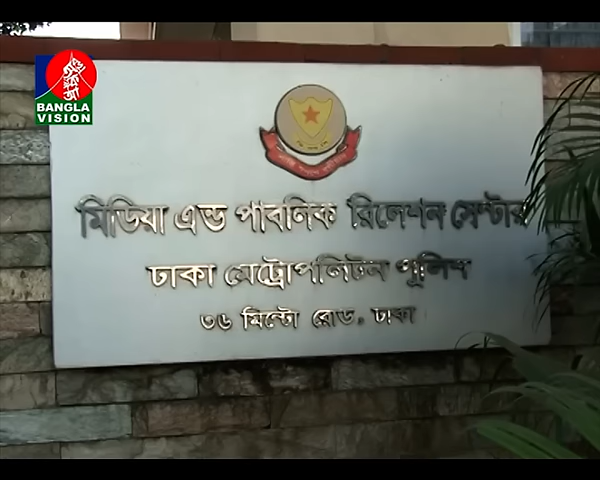 BANGLA
VISION
মিডিয়া এন্ড পাবলিক রিলেশন সেন্টার
ঢাকা মেট্রোপলিটন পুলিশ
৩৬ মিন্টো রোড, ঢাকা